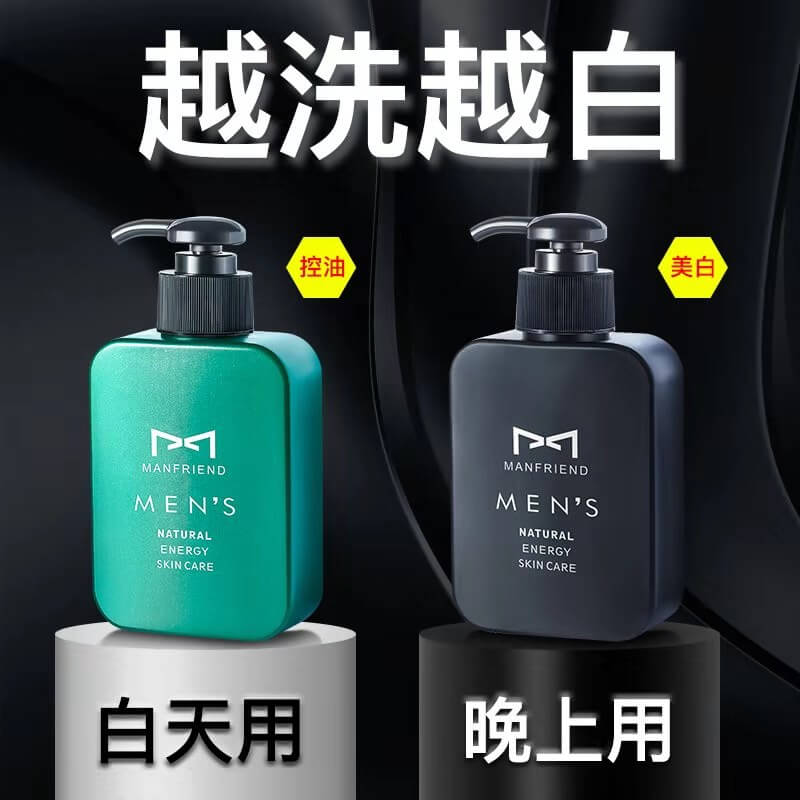 越洗越白
控油
美白
MANFRIEND
MEN'S
NATURAL
ENERGY
SKIN CARE
MANFRIEND
MEN'S
NATURAL
ENERGY
SKIN CARE
白天用
晚上用